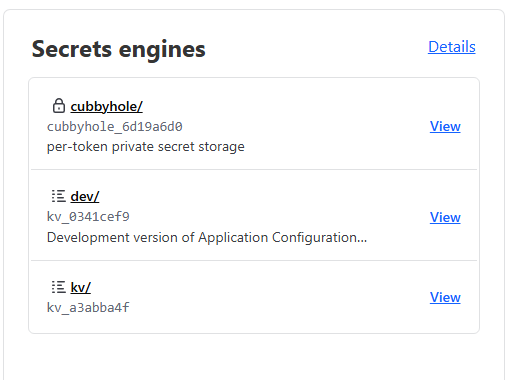 Secrets engines
Details
cubbyhole/
cubbyhole_6d19a6d0
per-token private secret storage
View
dev/
kv_0341cef9
Development version of Application Configuration...
View
kv/
kv_a3abba4f
View